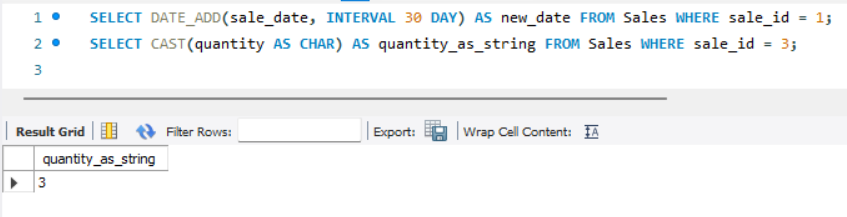 1 SELECT DATE_ADD(sale_date, INTERVAL 30 DAY) AS new_date FROM Sales WHERE sale_id = 1;
2 SELECT CAST(quantity AS CHAR) AS quantity_as_string FROM Sales WHERE sale_id = 3;
3
Result Grid Filter Rows: Export: Wrap Cell Content: IA
quantity_as_string
3